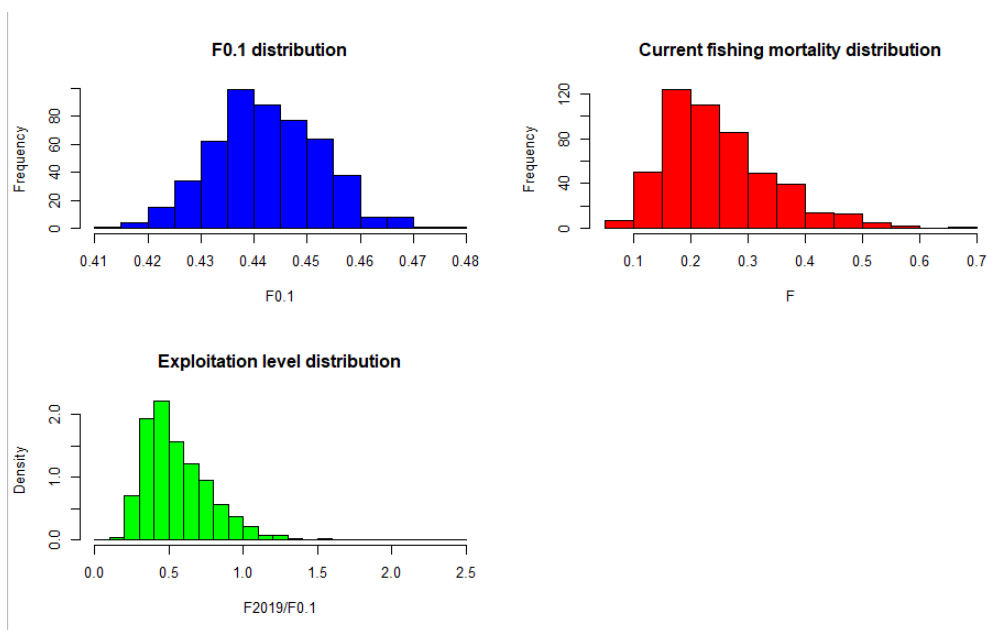 F0.1 distribution
Frequency
0 20 40 60 80
0.41 0.42 0.43 0.44 0.45 0.46 0.47 0.48
F0.1
Current fishing mortality distribution
Frequency
0 40 80 120
0.1 0.2 0.3 0.4 0.5 0.6 0.7
F
Exploitation level distribution
Density
0.0 1.0 2.0
0.0 0.5 1.0 1.5 2.0 2.5
F2019/F0.1